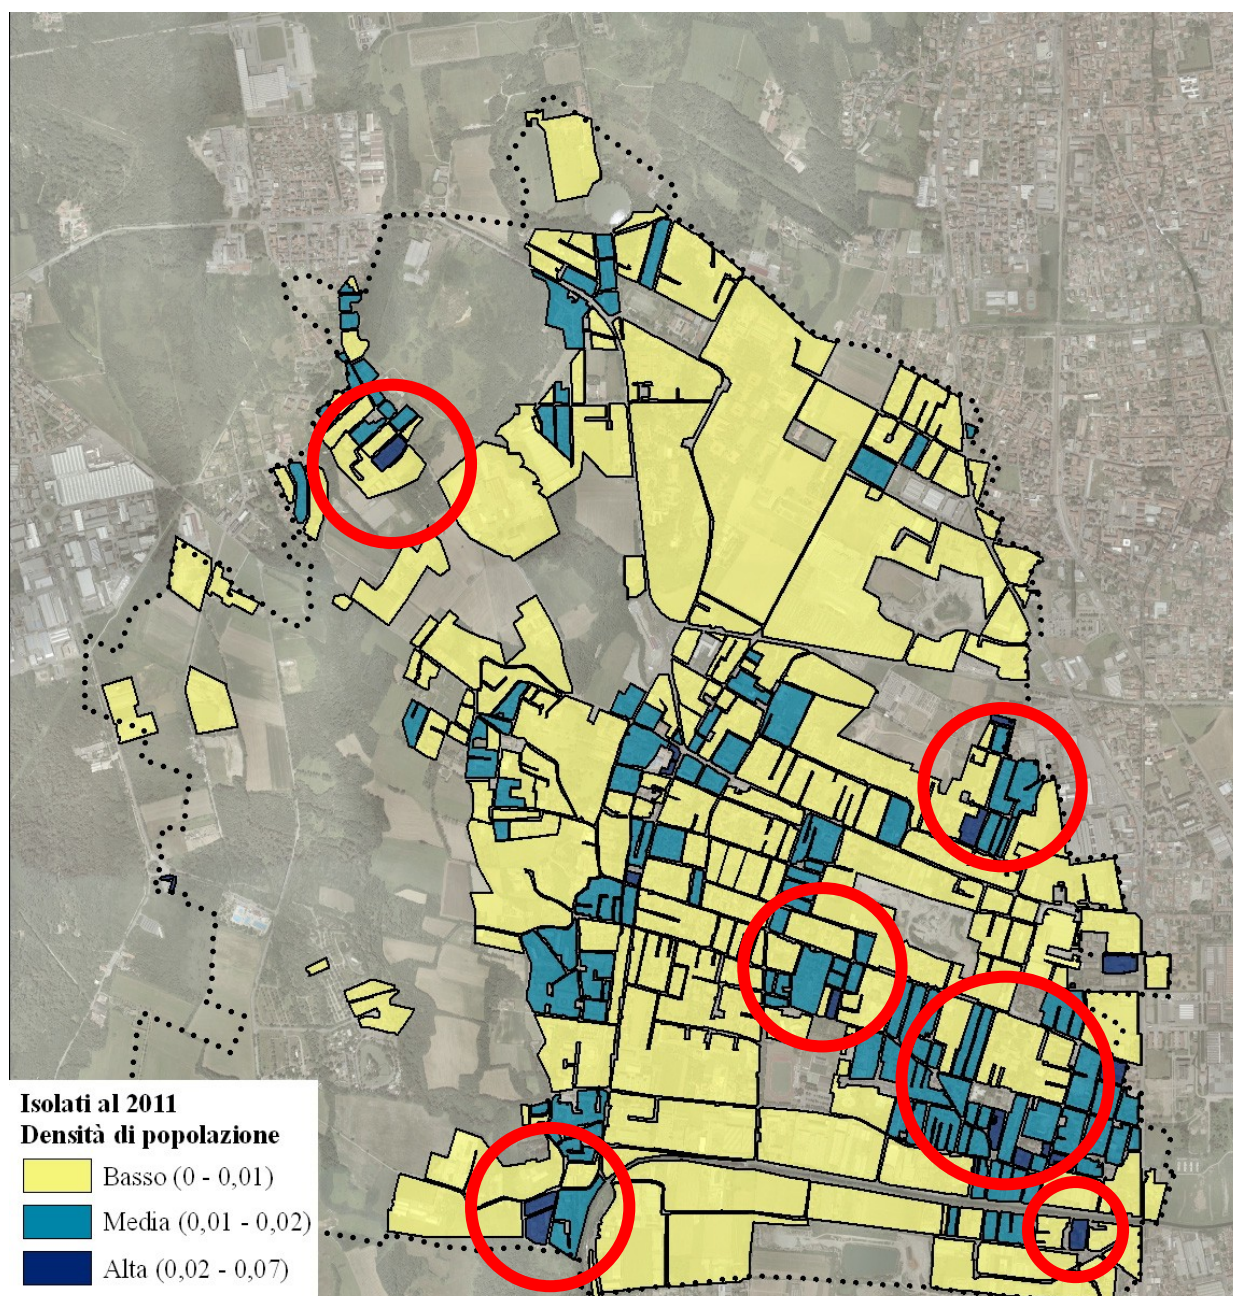 Isolati al 2011
Densità di popolazione
Basso (0 - 0,01)
Media (0,01 - 0,02)
Alta (0,02 - 0,07)